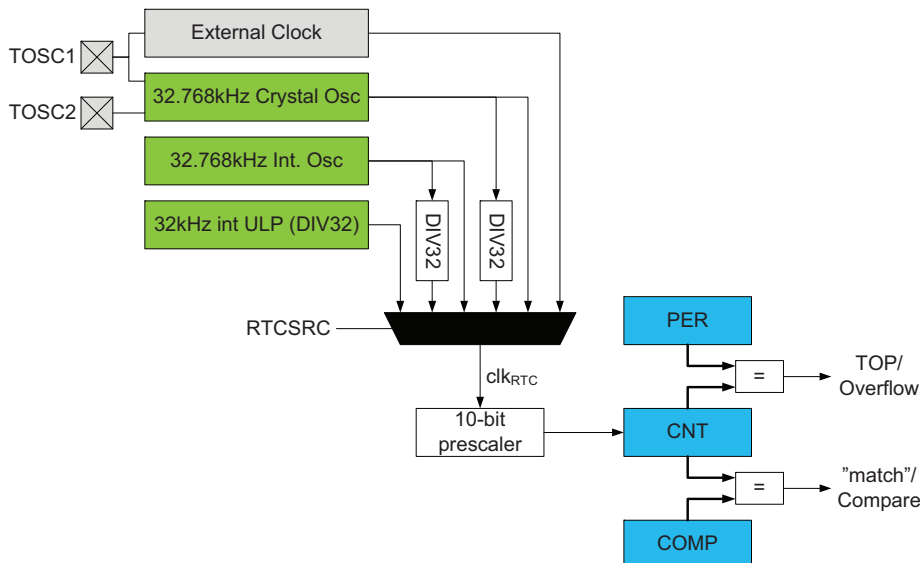 External Clock
TOSC1
32.768kHz Crystal Osc
TOSC2
32.768kHz Int. Osc
32kHz int ULP (DIV32)
DIV32
DIV32
RTCSRC
PER
clkRTC
=
TOP/
Overflow
10-bit
prescaler
CNT
=
”match”/
Compare
COMP